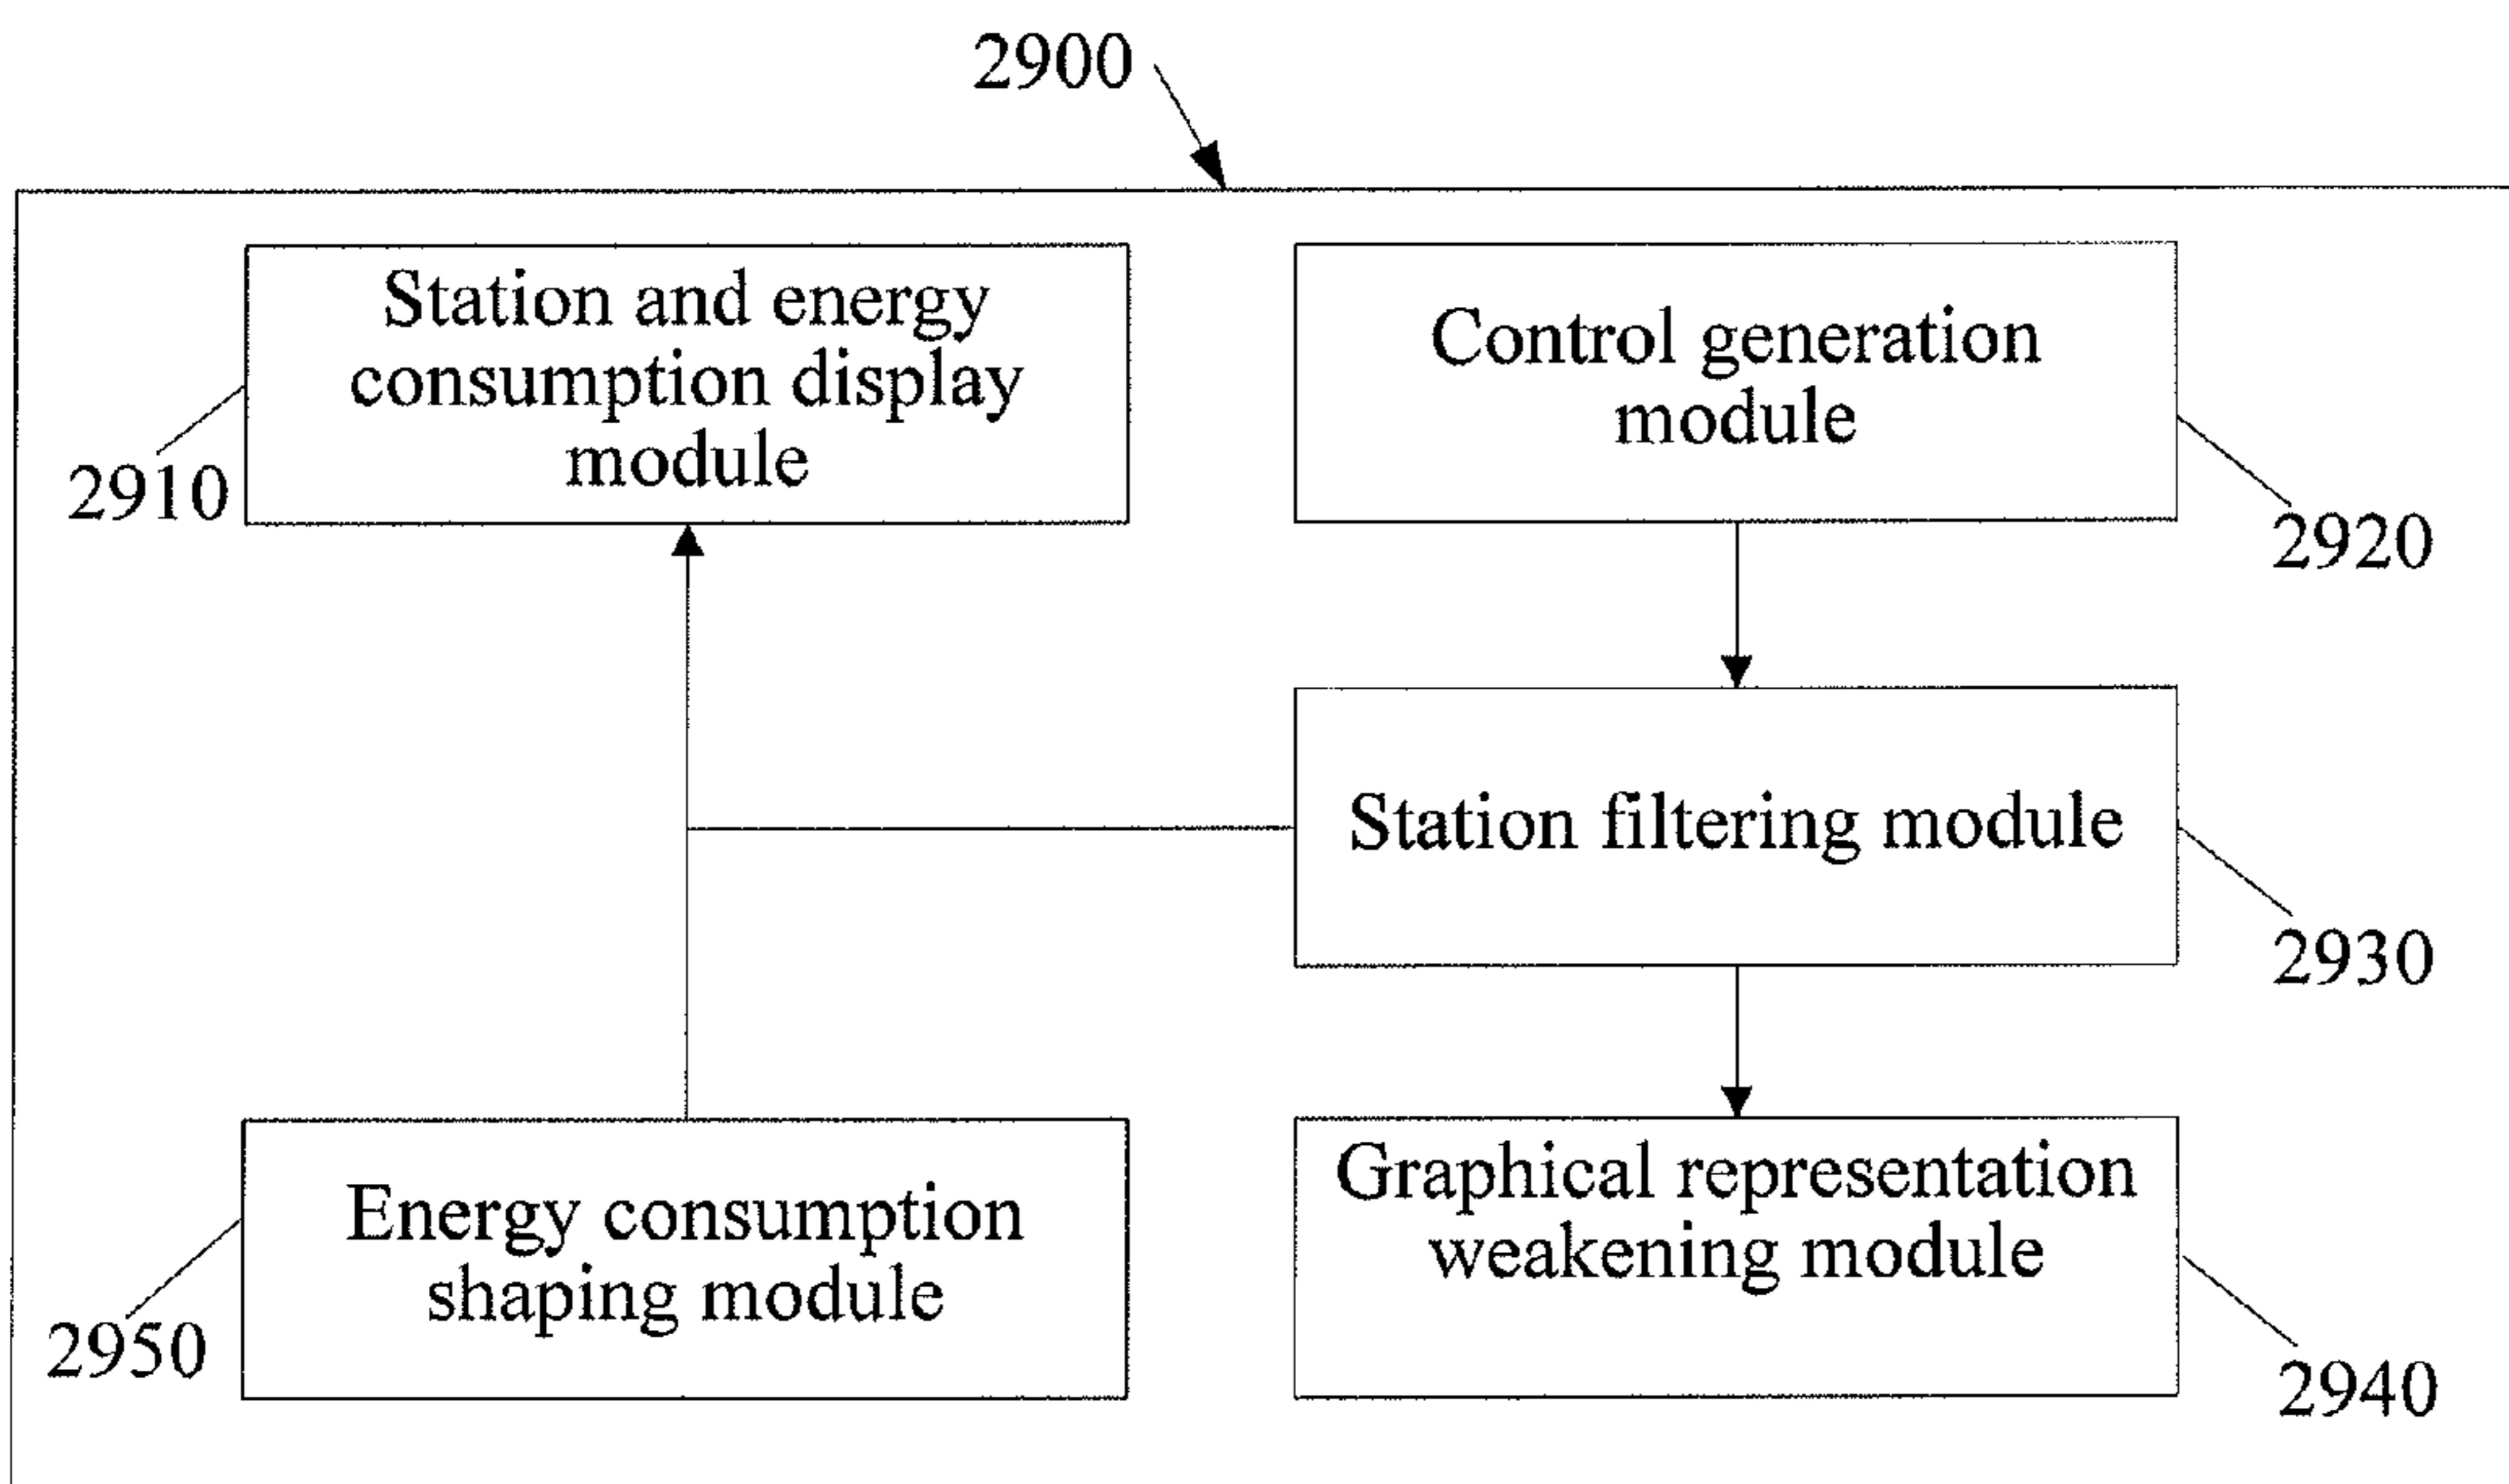 2900
Station and energy
consumption display
module
2910
Control generation
module
2920
Station filtering module
2930
Energy consumption
shaping module
2950
Graphical representation
weakening module
2940